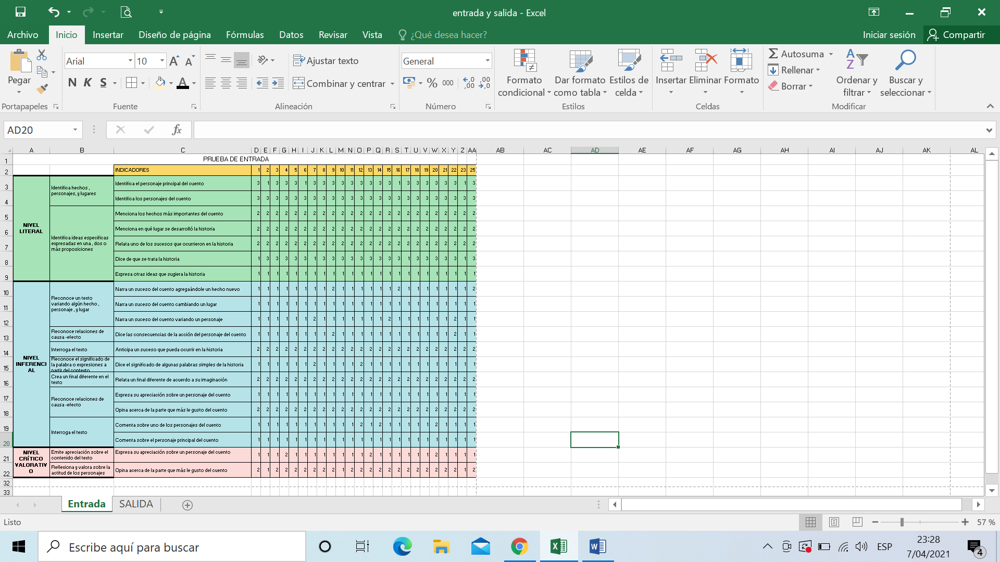 entrada y salida - Excel
Archivo Inicio Insertar Diseño de página Fórmulas Datos Revisar Vista ¿Qué desea hacer? Iniciar sesión Compartir
Pegar
Arial 10
N K S
Ajustar texto
Combinar y centrar
General
% 000
Formato condicional
Dar formato como tabla
Estilos de celda
Insertar Eliminar Formato
Autosuma
Rellenar
Borrar
Ordenar y filtrar
Buscar y seleccionar
Portapapeles Fuente Alineación Número Estilos Celdas Modificar
AD20 fx
A B C D E F G H I J K L M N O P Q R S T U V W X Y Z AA AB AC AD AE AF AG AH AI AJ AK AL
1 PRUEBA DE ENTRADA
2 INDICADORES 1 2 3 4 5 6 7 8 9 10 11 12 13 14 15 16 17 18 19 20 21 22 23 25
NIVEL LITERAL
Identifica hechos , personajes, y lugares
3 Identifica el personaje principal del cuento 3 1 3 3 3 1 3 3 3 3 3 3 3 3 3 1 3 3 3 3 3 3 1 3
4 Identifica los personajes del cuento 3 3 3 3 3 3 3 3 3 3 3 3 3 3 3 3 3 3 3 3 3 3 3 3
Identifica ideas especificas expresadas en una , dos o más proposiciones
5 Menciona los hechos más importantes del cuento 2 2 2 2 2 2 2 2 2 2 2 2 2 2 2 2 2 2 2 2 2 2 2 2
6 Menciona en qué lugar se desarrolló la historia 2 2 2 2 2 2 2 2 2 2 2 2 2 2 2 2 2 2 2 2 2 2 2 2
7 Relata uno de los sucesos que ocurrieron en la historia 2 2 2 2 2 2 2 2 2 2 2 2 2 2 2 2 2 2 2 2 2 2 2 2
8 Dice de que se trata la historia 1 3 3 3 3 3 1 3 3 3 3 3 3 3 3 3 1 3 3 3 3 3 1 3
9 Expresa otras ideas que sugiera la historia 1 1 1 1 1 1 1 1 1 1 1 1 1 1 1 1 1 1 1 1 1 1 1 1
NIVEL INFERENCIAL
Reconoce un texto variando algún hecho , personaje , y lugar
10 Narra un suceso del cuento agregaándole un hecho nuevo 1 1 1 1 1 1 1 1 2 1 1 1 1 1 1 2 1 1 1 1 1 1 1 2
11 Narra un suceso del cuento cambiando un lugar 1 1 1 1 1 1 1 1 1 1 1 1 1 1 1 1 1 1 1 1 1 1 1 1
12 Narra un suceso del cuento variando un personaje 1 1 1 1 1 1 2 1 1 1 1 1 1 1 2 1 1 1 1 1 1 2 1 1
13 Reconoce relaciones de causa -efecto Dice las consecuencias de la acción del personaje del cuento 1 1 1 1 1 1 1 1 2 1 1 1 1 1 1 1 1 1 1 1 1 2 1 1
14 Interroga el texto Anticipa un suceso que pueda ocurrir en la historia 2 2 2 2 2 2 2 2 2 2 2 2 2 2 2 2 2 2 2 2 2 2 2 2
15 Reconoce el significado de la palabra o expresiones a partir del contexto Dice el significado de algunas palabras simples de la historia 1 1 1 1 1 1 2 1 1 1 1 2 1 1 1 1 1 1 1 1 1 1 1 1
16 Crea un final diferente en el texto Relata un final diferente de acuerdo a su imaginación 2 2 2 2 2 2 2 2 2 2 2 2 2 2 2 2 2 2 2 2 2 2 2 2
Reconoce relaciones de causa -efecto
17 Expresa su apreciación sobre un personaje del cuento 1 1 1 1 1 1 1 1 1 1 1 1 1 1 1 1 1 1 1 1 1 1 1 1
18 Opina acerca de la parte que más le gusto del cuento 2 2 2 2 2 2 2 2 2 2 2 2 2 2 2 2 2 2 2 2 2 2 2 2
Interroga el texto
19 Comenta sobre uno de los personajes del cuento 1 1 1 1 1 1 1 1 1 1 1 2 1 2 1 1 1 1 1 2 1 1 1 1
20 Comenta sobre el personaje principal del cuento 1 1 1 1 1 1 1 1 1 1 1 1 1 1 1 1 1 1 1 1 1 1 1 1
NIVEL CRÍTICO VALORATIVO
21 Emite apreciación sobre el contenido del texto Expresa su apreciación sobre un personaje del cuento 1 1 1 2 1 1 1 1 1 1 1 1 2 1 1 1 1 1 1 2 1 1 1 1
22 Reflexiona y valora sobre la actitud de los personajes Opina acerca de la parte que más le gusto del cuento 2 1 2 2 2 2 2 2 2 1 2 2 2 2 2 2 2 2 2 2 2 2 1 2
32
33
Entrada SALIDA
Listo 57 %
Escribe aquí para buscar
ESP
23:28
7/04/2021
4